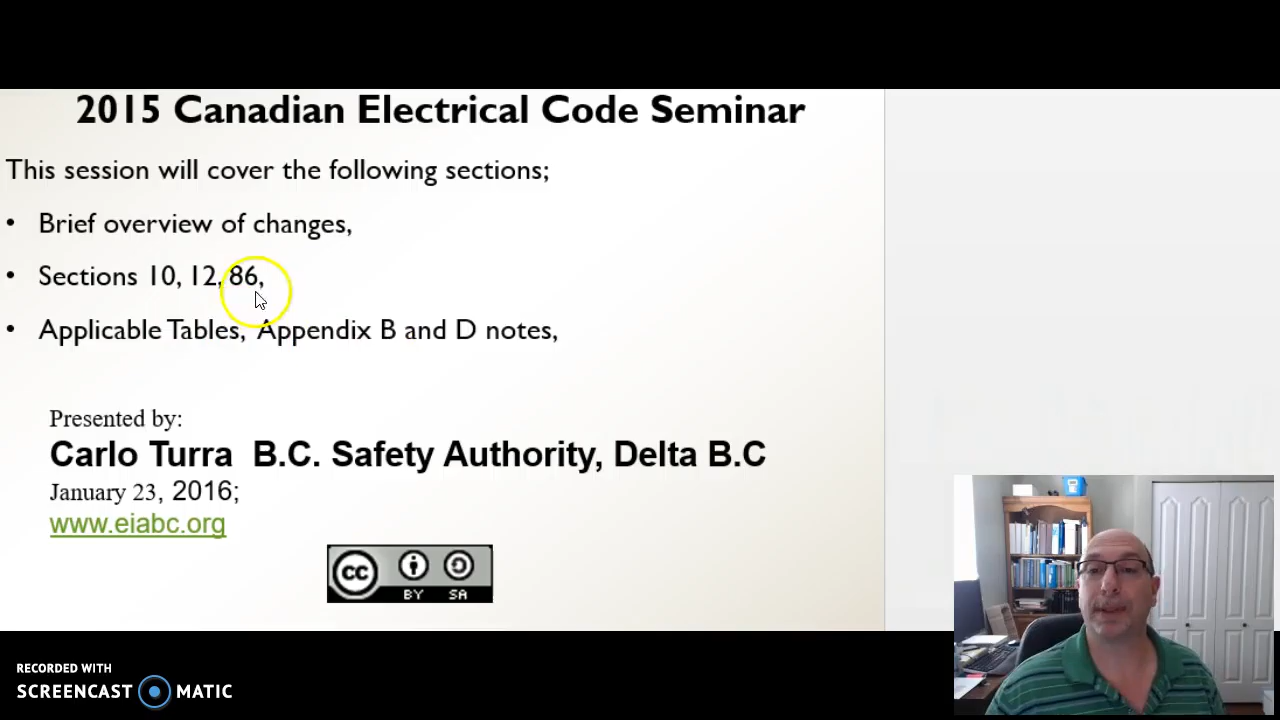 2015 Canadian Electrical Code Seminar
This session will cover the following sections;
• Brief overview of changes,
• Sections 10, 12, 86,
• Applicable Tables, Appendix B and D notes,
Presented by:
Carlo Turra B.C. Safety Authority, Delta B.C
January 23, 2016;
www.eiabc.org
cc
BY SA
RECORDED WITH
SCREENCAST MATIC